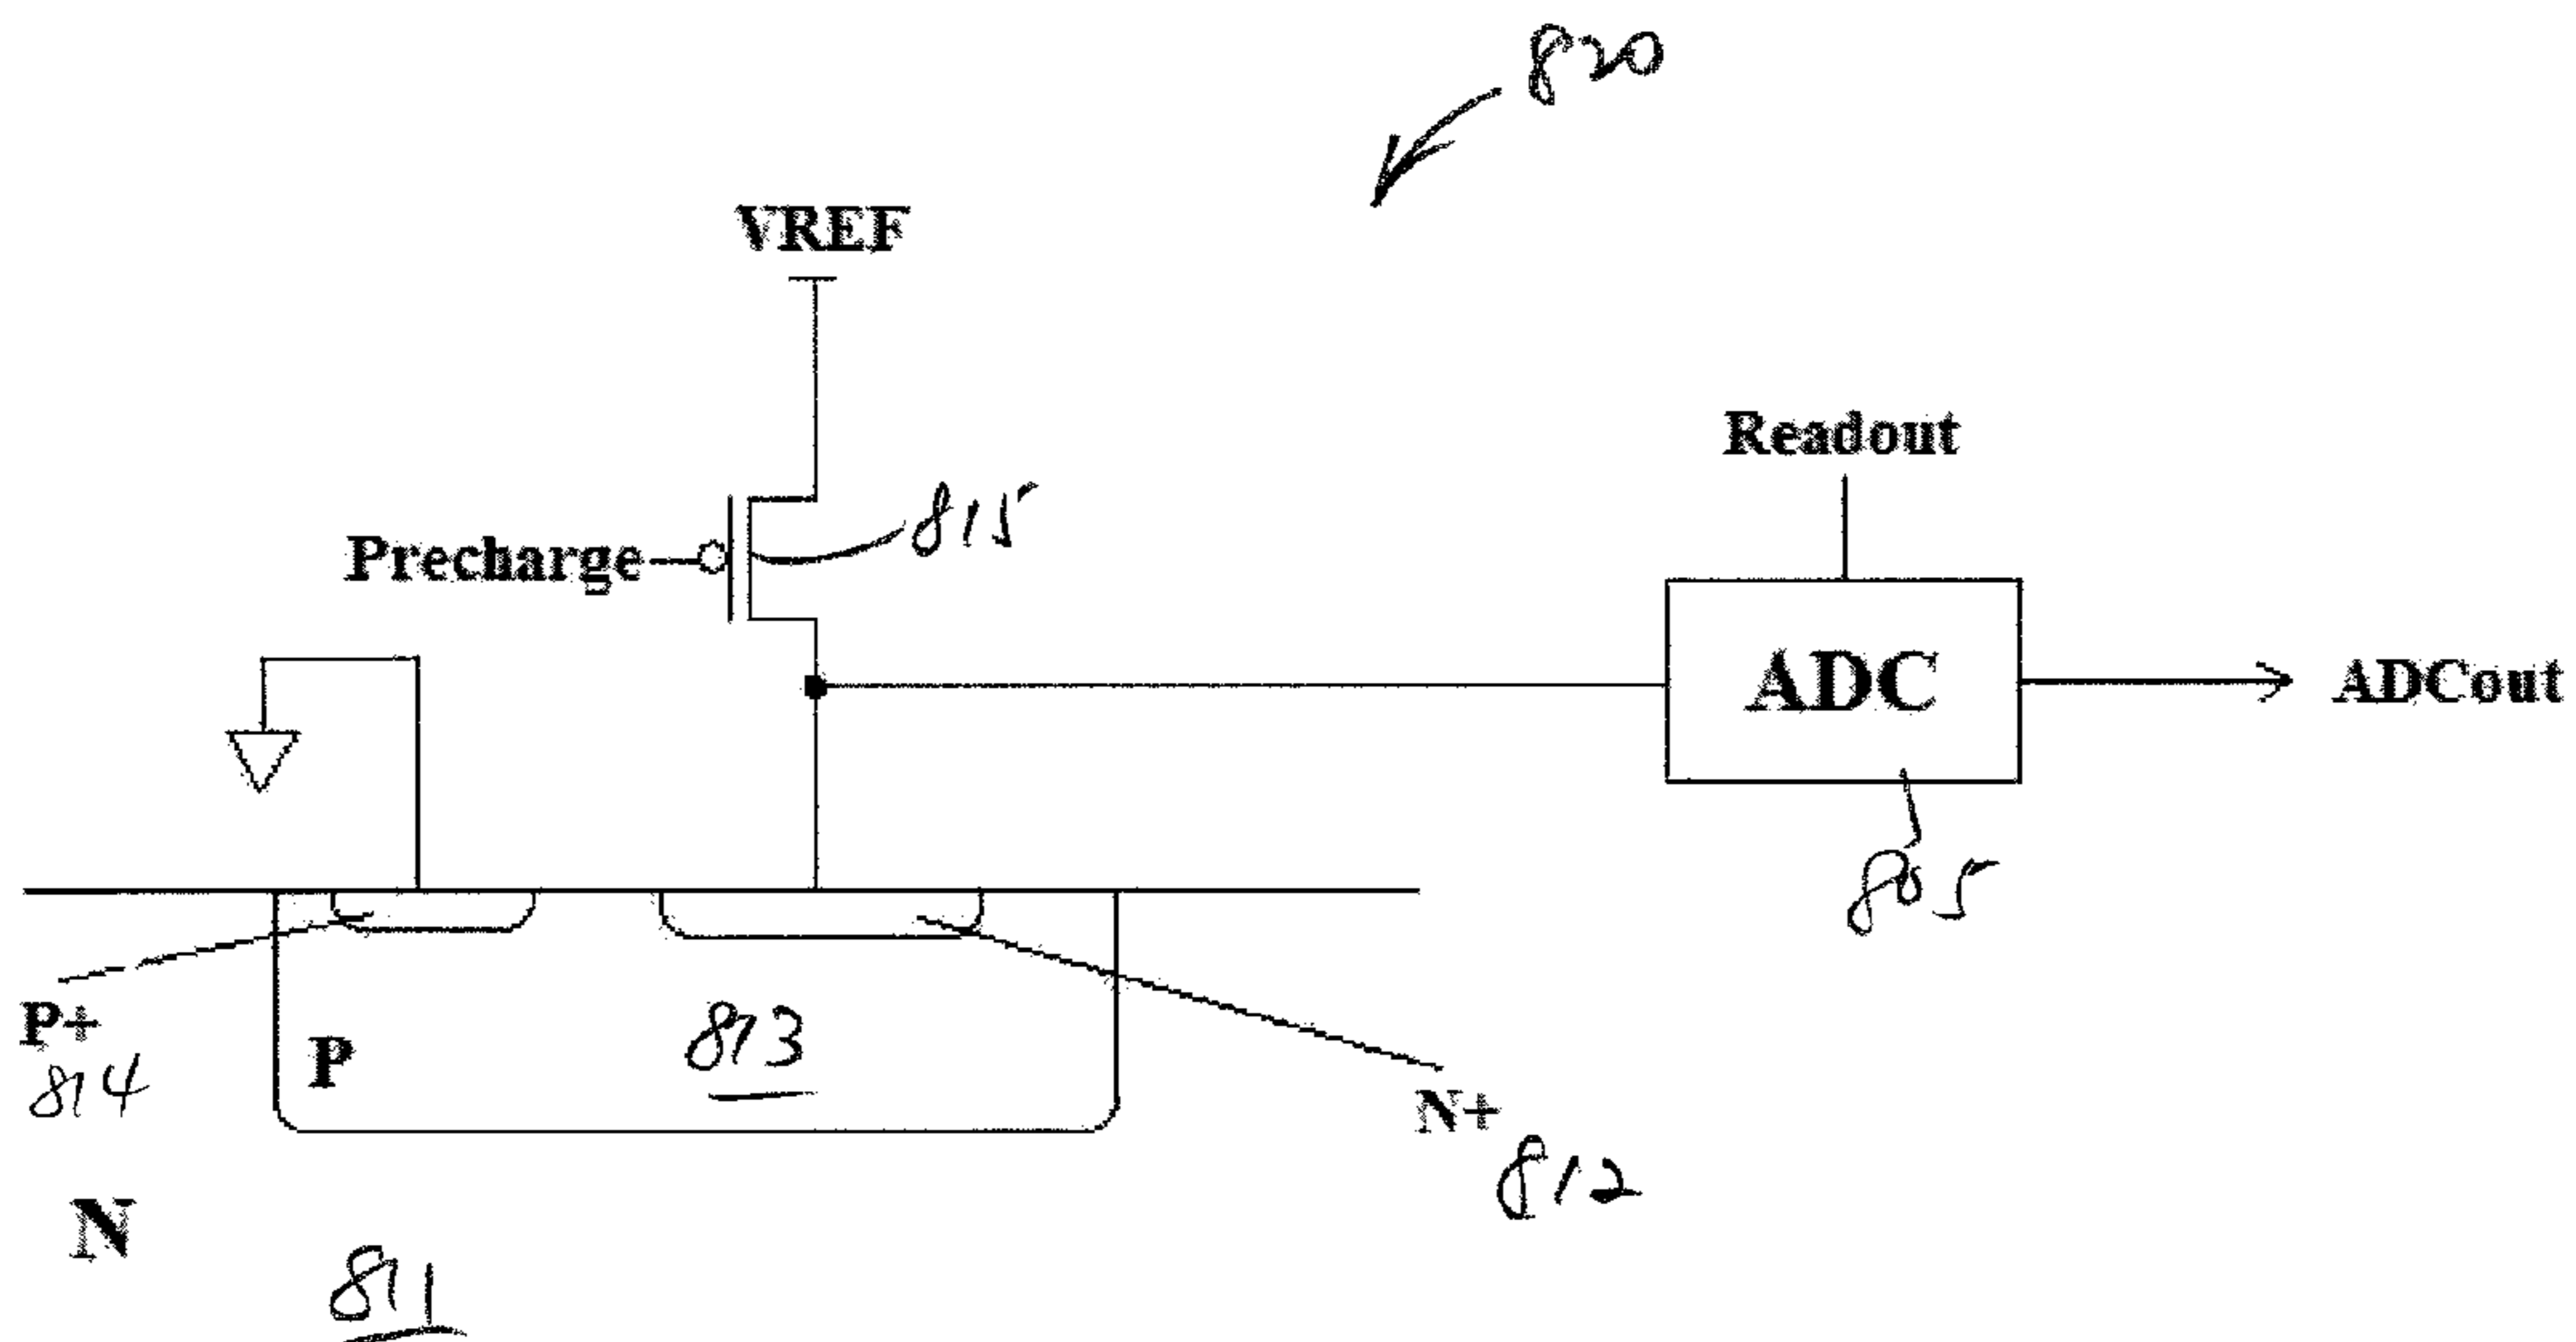 820
VREF
Readout
815
Precharge
ADC
ADCout
805
P+
814
P
813
N+
812
N
811